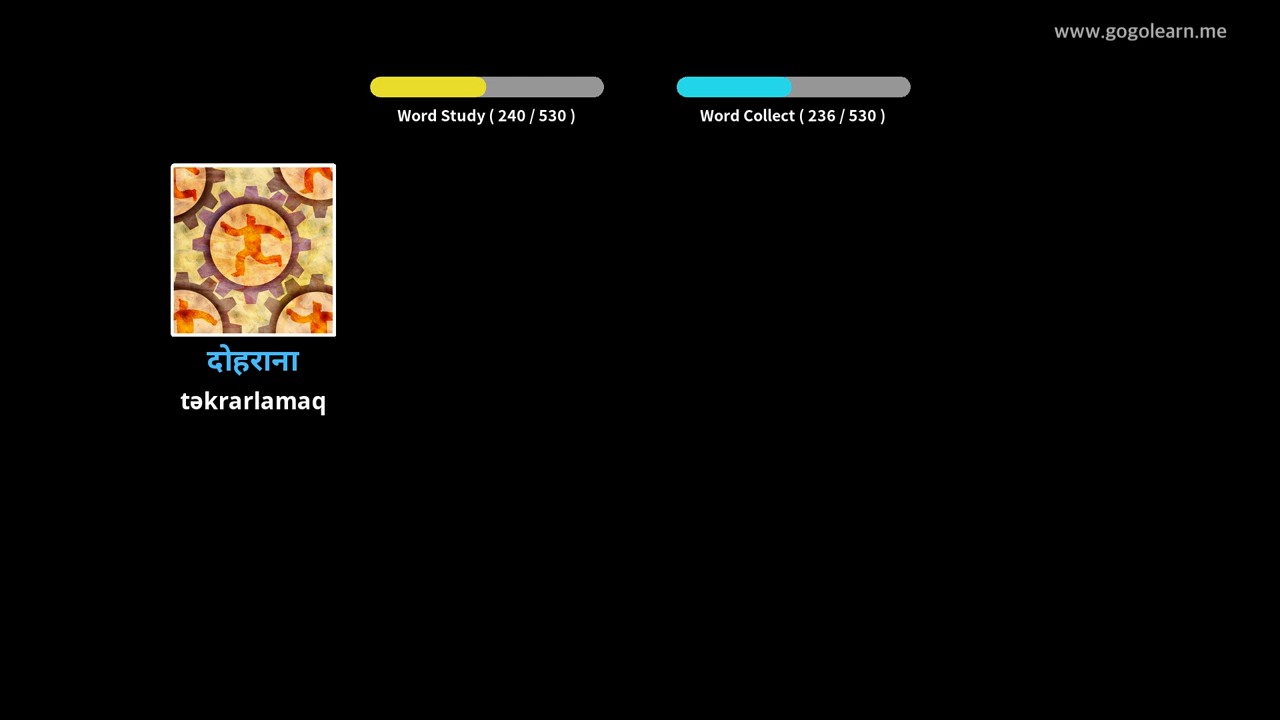 www.gogolearn.me
Word Study ( 240 / 530 )
Word Collect ( 236 / 530 )
दोहराना
təkrarlamaq